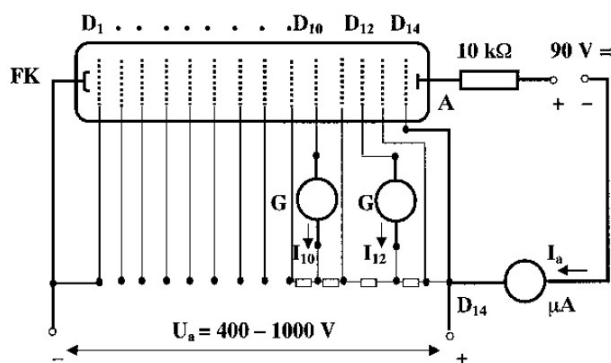 D1 . . . . . . . . D10 D12 D14
10 kΩ 90 V =
FK
A + −
G G
I10 I12 Ia
D14 μA
− Ua = 400 – 1000 V +